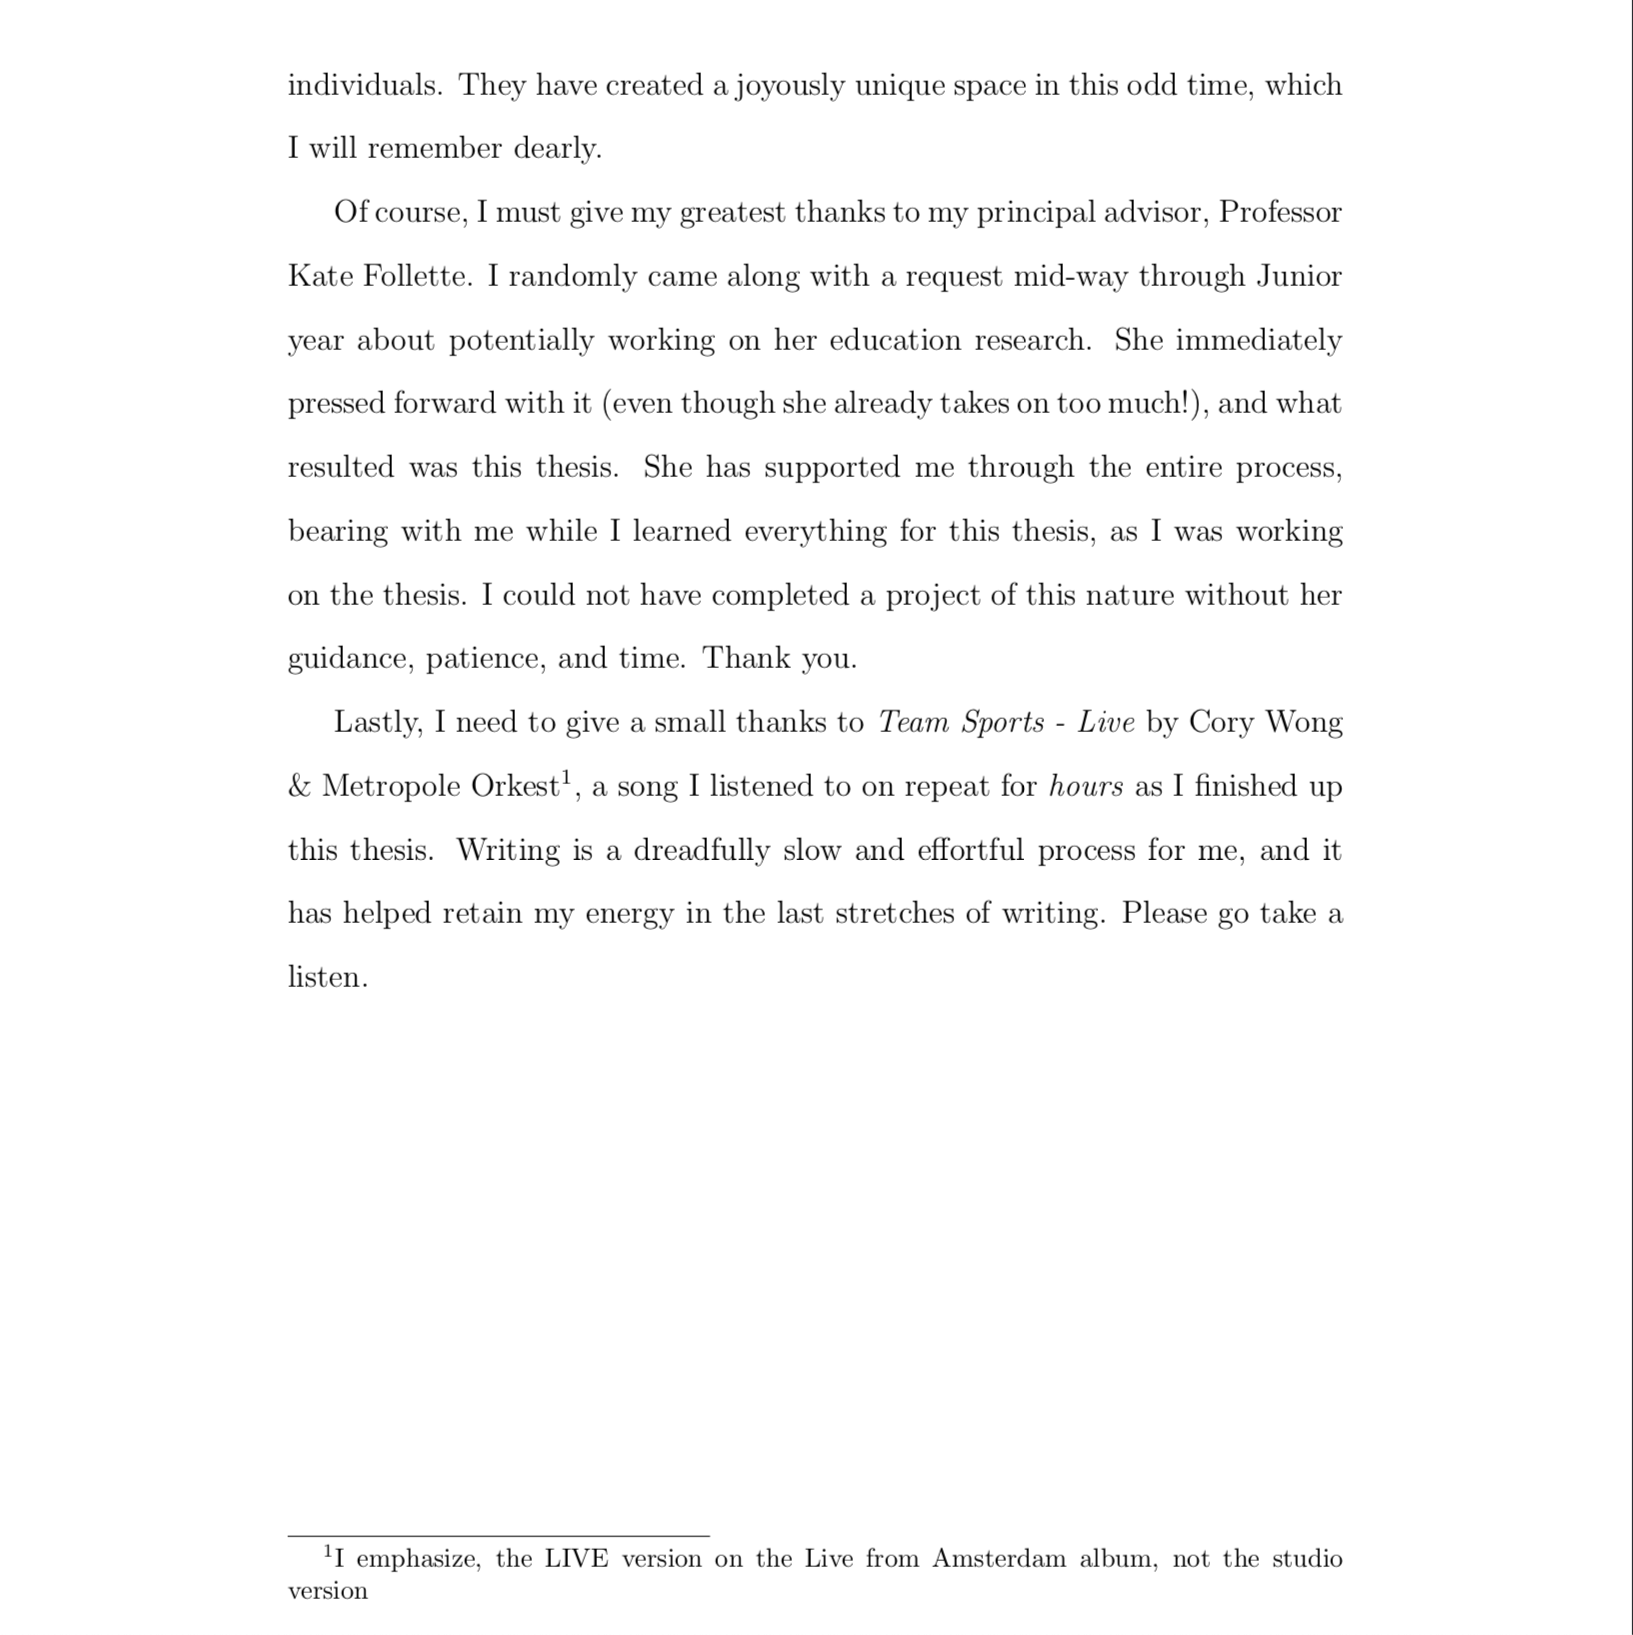 individuals. They have created a joyously unique space in this odd time, which
I will remember dearly.
Of course, I must give my greatest thanks to my principal advisor, Professor
Kate Follette. I randomly came along with a request mid-way through Junior
year about potentially working on her education research. She immediately
pressed forward with it (even though she already takes on too much!), and what
resulted was this thesis. She has supported me through the entire process,
bearing with me while I learned everything for this thesis, as I was working
on the thesis. I could not have completed a project of this nature without her
guidance, patience, and time. Thank you.
Lastly, I need to give a small thanks to Team Sports - Live by Cory Wong
& Metropole Orkest¹, a song I listened to on repeat for hours as I finished up
this thesis. Writing is a dreadfully slow and effortful process for me, and it
has helped retain my energy in the last stretches of writing. Please go take a
listen.
¹I emphasize, the LIVE version on the Live from Amsterdam album, not the studio
version